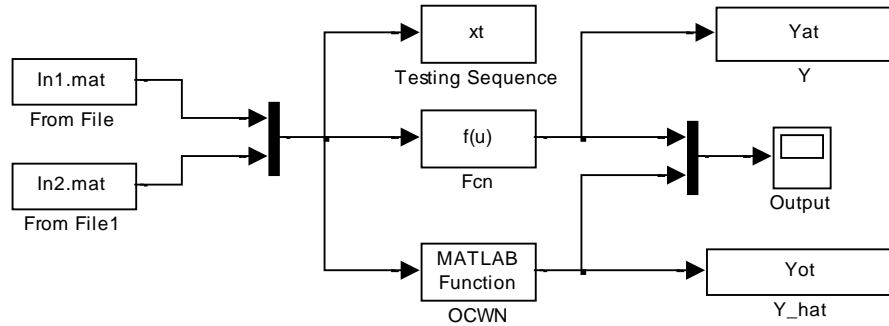 In1.mat
From File
In2.mat
From File1
xt
Testing Sequence
f(u)
Fcn
MATLAB
Function
OCWN
Yat
Y
Output
Yot
Y_hat